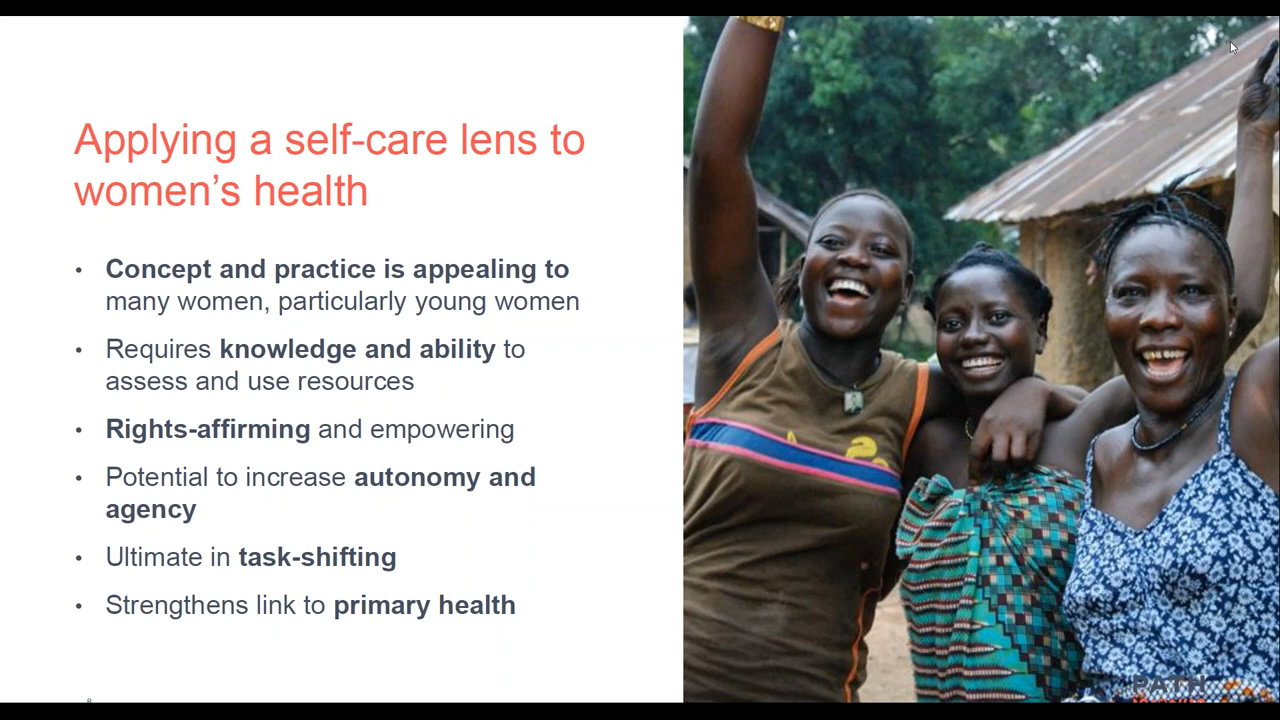 Applying a self-care lens to
women’s health
• Concept and practice is appealing to
many women, particularly young women
• Requires knowledge and ability to
assess and use resources
• Rights-affirming and empowering
• Potential to increase autonomy and
agency
• Ultimate in task-shifting
• Strengthens link to primary health
PATH